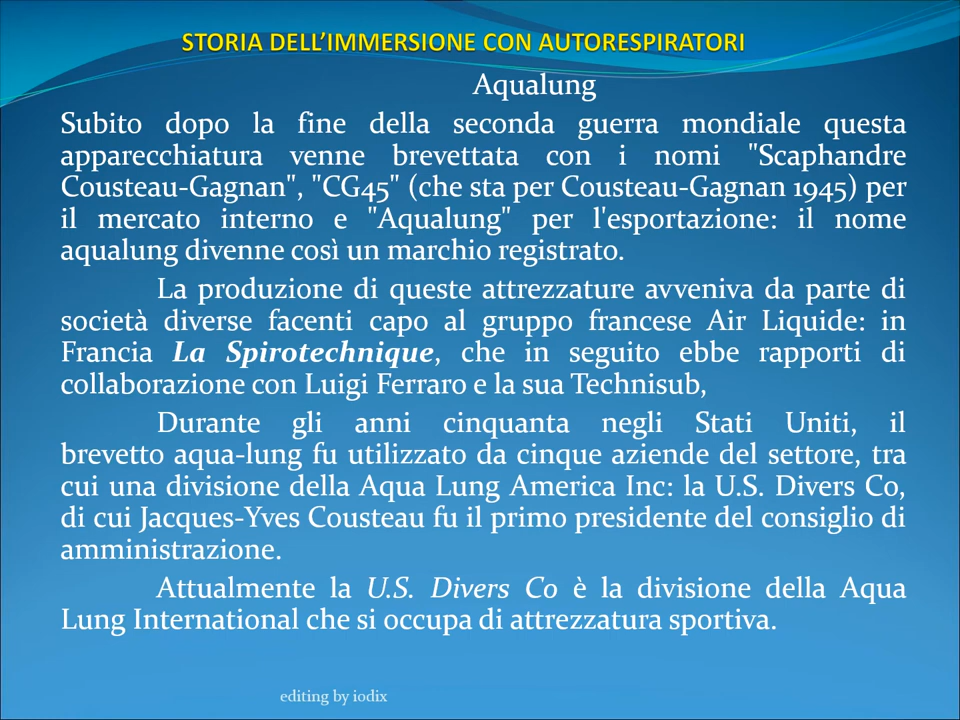 STORIA DELL'IMMERSIONE CON AUTORESPIRATORI
Aqualung
Subito dopo la fine della seconda guerra mondiale questa
apparecchiatura venne brevettata con i nomi "Scaphandre
Cousteau-Gagnan", "CG45" (che sta per Cousteau-Gagnan 1945) per
il mercato interno e "Aqualung" per l'esportazione: il nome
aqualung divenne così un marchio registrato.
La produzione di queste attrezzature avveniva da parte di
società diverse facenti capo al gruppo francese Air Liquide: in
Francia La Spirotechnique, che in seguito ebbe rapporti di
collaborazione con Luigi Ferraro e la sua Technisub,
Durante gli anni cinquanta negli Stati Uniti, il
brevetto aqua-lung fu utilizzato da cinque aziende del settore, tra
cui una divisione della Aqua Lung America Inc: la U.S. Divers Co,
di cui Jacques-Yves Cousteau fu il primo presidente del consiglio di
amministrazione.
Attualmente la U.S. Divers Co è la divisione della Aqua
Lung International che si occupa di attrezzatura sportiva.
editing by iodix